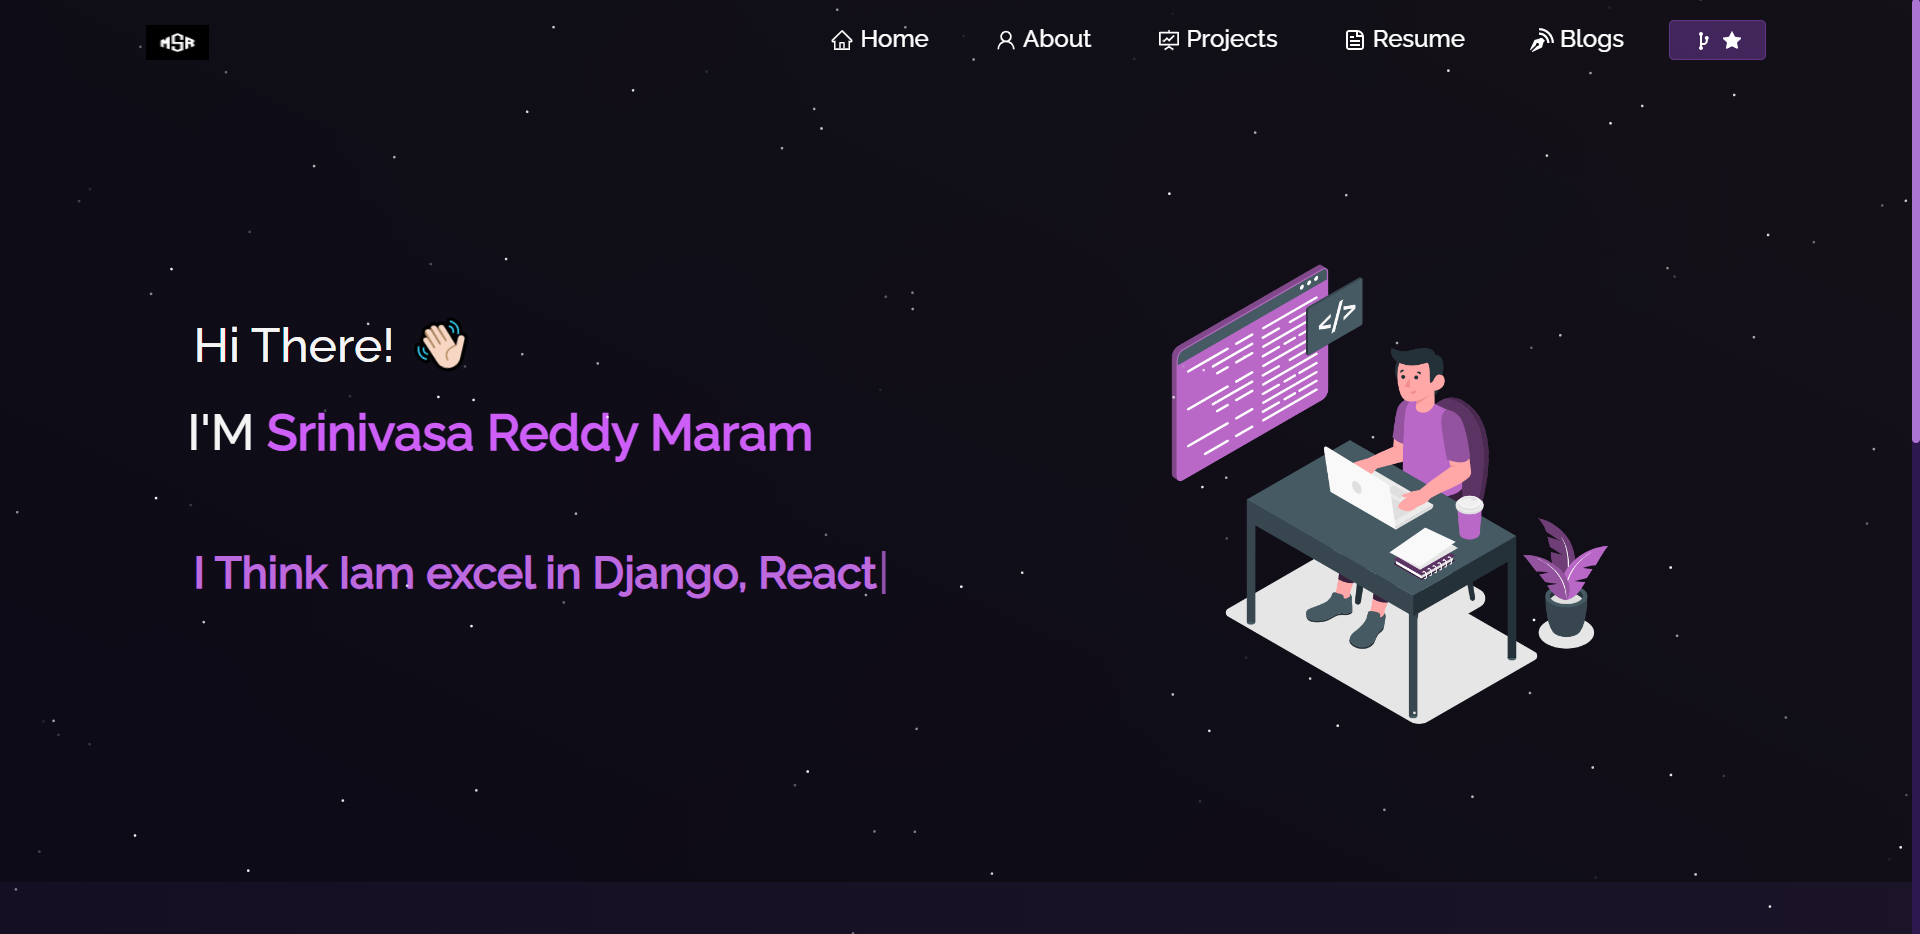 MSR
Home About Projects Resume Blogs
Hi There! 👋🏻
I'M Srinivasa Reddy Maram
I Think Iam excel in Django, React|
</>